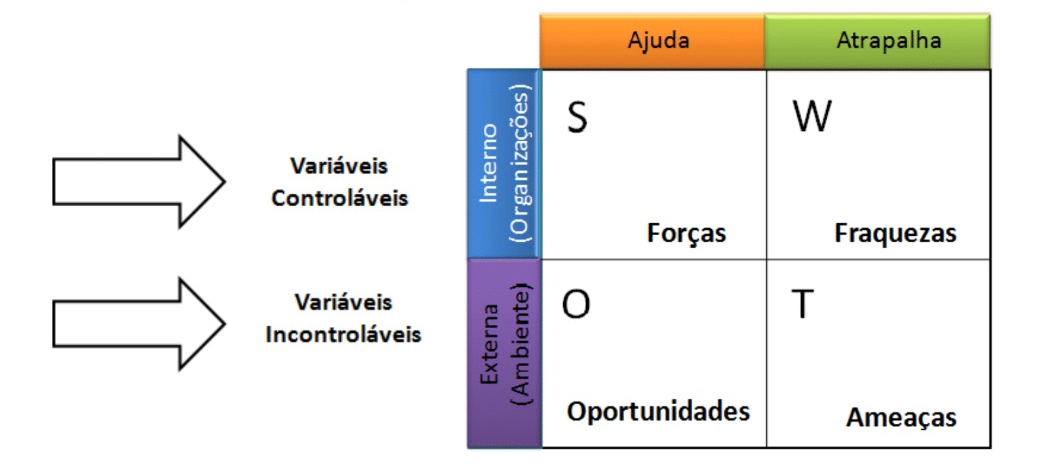 Ajuda
Atrapalha
Variáveis
Controláveis
Interno
(Organizações)
S
Forças
W
Fraquezas
Variáveis
Incontroláveis
Externa
(Ambiente)
O
Oportunidades
T
Ameaças